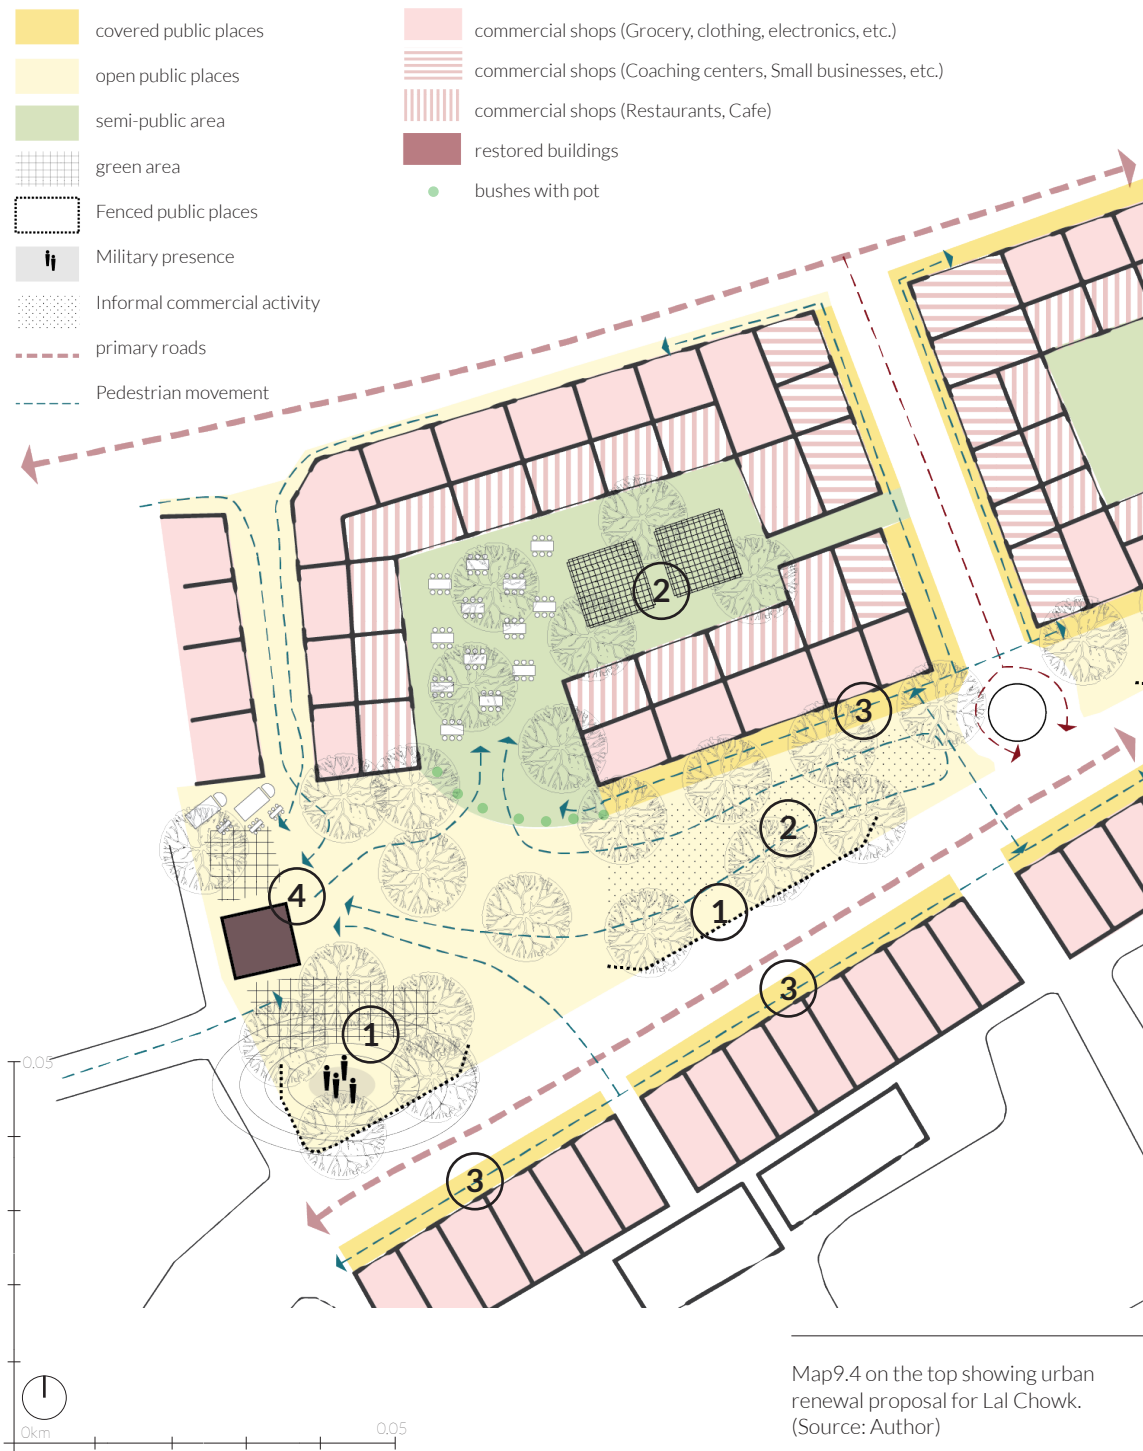 covered public places
open public places
semi-public area
green area
Fenced public places
Military presence
Informal commercial activity
primary roads
Pedestrian movement
commercial shops (Grocery, clothing, electronics, etc.)
commercial shops (Coaching centers, Small businesses, etc.)
commercial shops (Restaurants, Cafe)
restored buildings
bushes with pot
2
3
2
4
1
3
1
3
0.05
0km
0.05
Map9.4 on the top showing urban
renewal proposal for Lal Chowk.
(Source: Author)